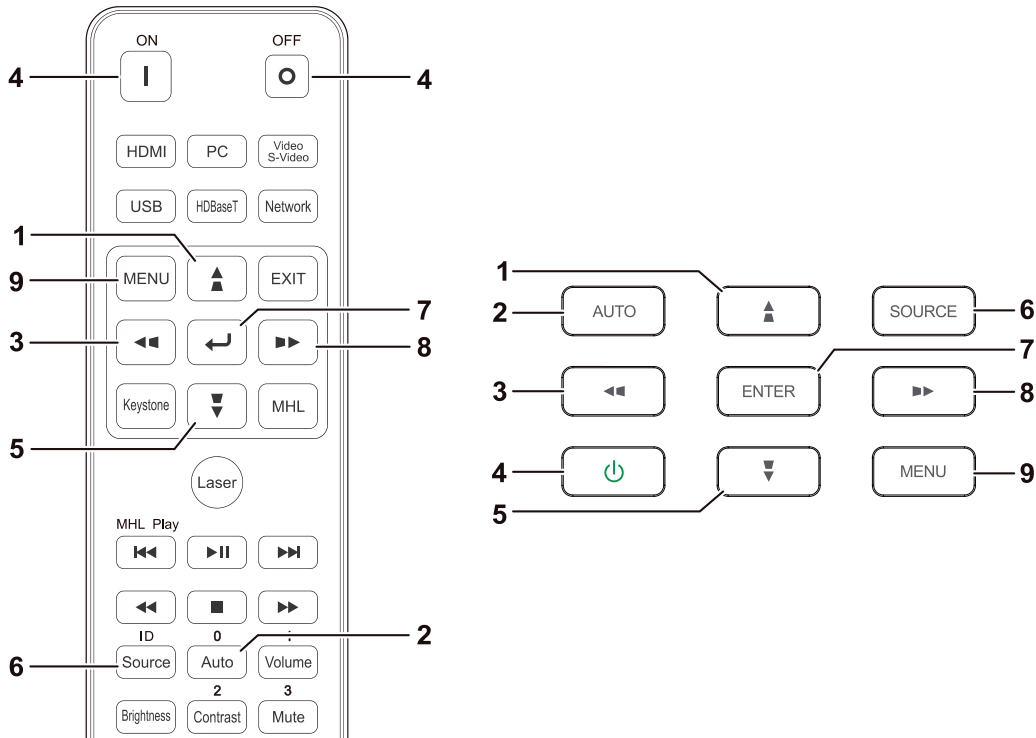 ON OFF
4 4
HDMI PC Video S-Video
USB HDBaseT Network
1
9 MENU EXIT
7
3 8
Keystone MHL
5
Laser
MHL Play
ID 0 :
2
6 Source Auto Volume
2 3
Brightness Contrast Mute
1
2 AUTO SOURCE 6
7
3 ENTER 8
4 MENU 9
5